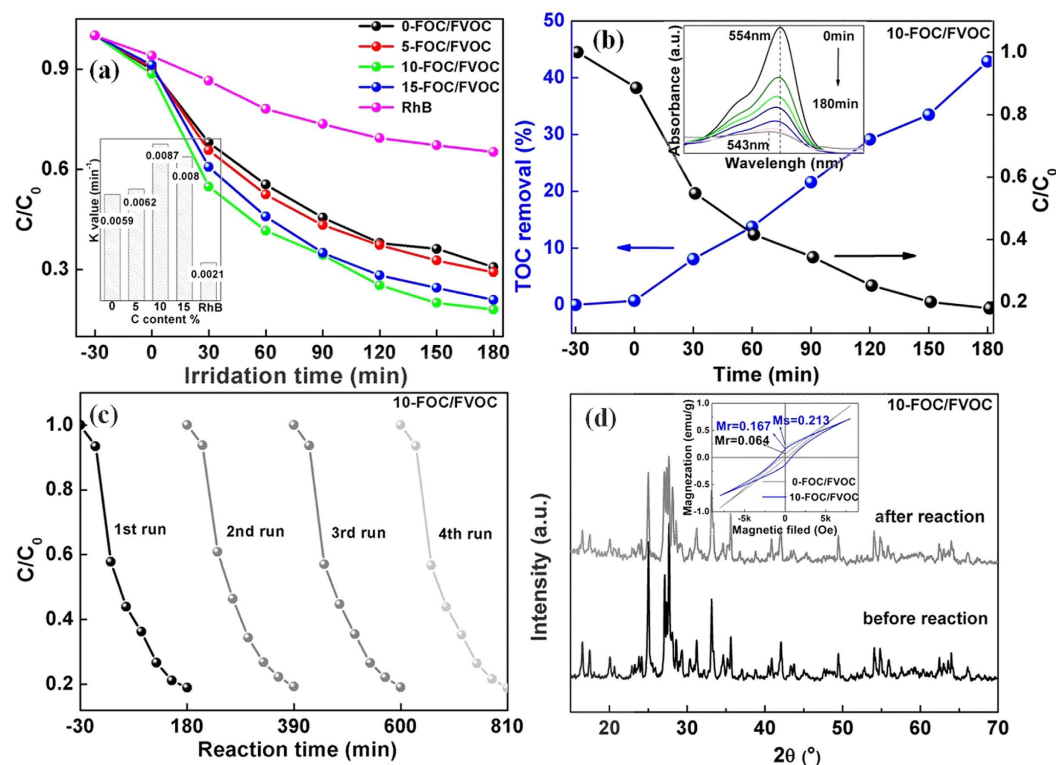 (a)
0-FOC/FVOC
5-FOC/FVOC
10-FOC/FVOC
15-FOC/FVOC
RhB
0.9
0.6
0.3
C/C0
K value (min-1)
0.0059
0.0062
0.0087
0.008
0.0021
0 5 10 15 RhB
C content %
-30 0 30 60 90 120 150 180
Irridation time (min)
(b)
10-FOC/FVOC
50
40
30
20
10
0
TOC removal (%)
Absorbance (a.u.)
554nm
0min
180min
543nm
Wavelengh (nm)
1.0
0.8
0.6
0.4
0.2
C/C0
-30 0 30 60 90 120 150 180
Time (min)
(c)
10-FOC/FVOC
1.0
0.8
0.6
0.4
0.2
C/C0
1st run
2nd run
3rd run
4th run
-30 180 390 600 810
Reaction time (min)
(d)
10-FOC/FVOC
Magnezation (emu/g)
1.0
0.5
0.0
-0.5
-1.0
Mr=0.167
Ms=0.213
Mr=0.064
0-FOC/FVOC
10-FOC/FVOC
-5k 0 5k
Magnetic filed (Oe)
after reaction
before reaction
Intensity (a.u.)
20 30 40 50 60 70
2θ (°)